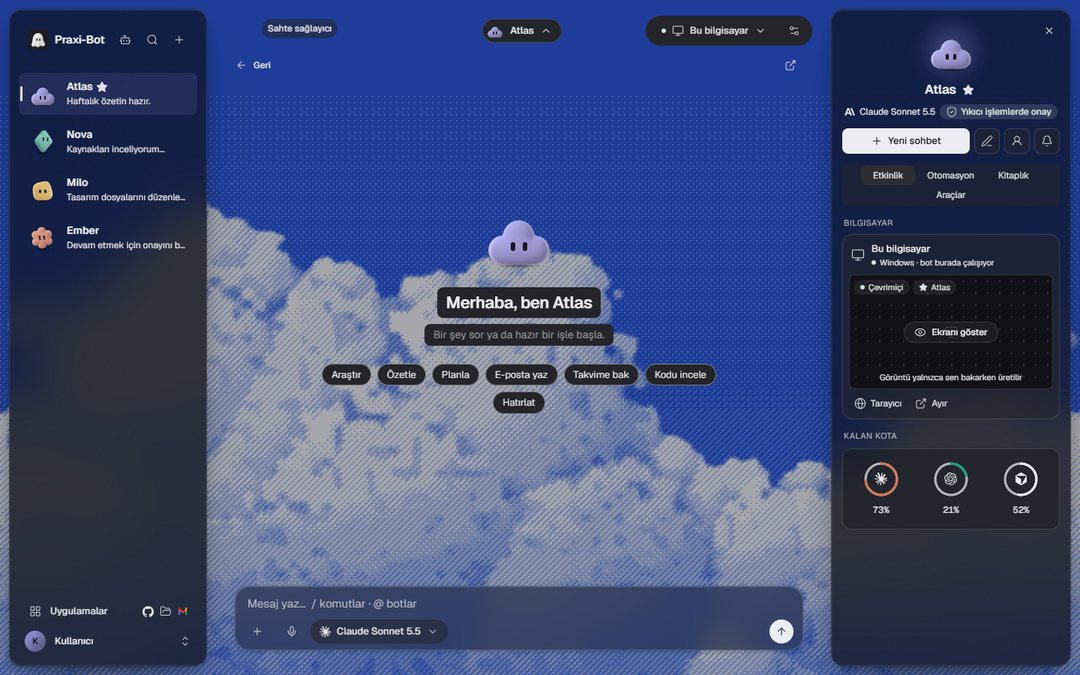 Praxi-Bot
Atlas
Haftalık özetin hazır.
Nova
Kaynakları inceliyorum...
Milo
Tasarım dosyalarını düzenle...
Ember
Devam etmek için onayını b...
Uygulamalar
K Kullanıcı
Sahte sağlayıcı
Atlas
Bu bilgisayar
Geri
Merhaba, ben Atlas
Bir şey sor ya da hazır bir işle başla.
Araştır Özetle Planla E-posta yaz Takvime bak Kodu incele
Hatırlat
Mesaj yaz... / komutlar · @ botlar
Claude Sonnet 5.5
Atlas
Claude Sonnet 5.5 Yıkıcı işlemlerde onay
Yeni sohbet
Etkinlik Otomasyon Kitaplık
Araçlar
BILGISAYAR
Bu bilgisayar
Windows · bot burada çalışıyor
Çevrimiçi Atlas
Ekranı göster
Görüntü yalnızca sen bakarken üretilir
Tarayıcı Ayır
KALAN KOTA
73% 21% 52%